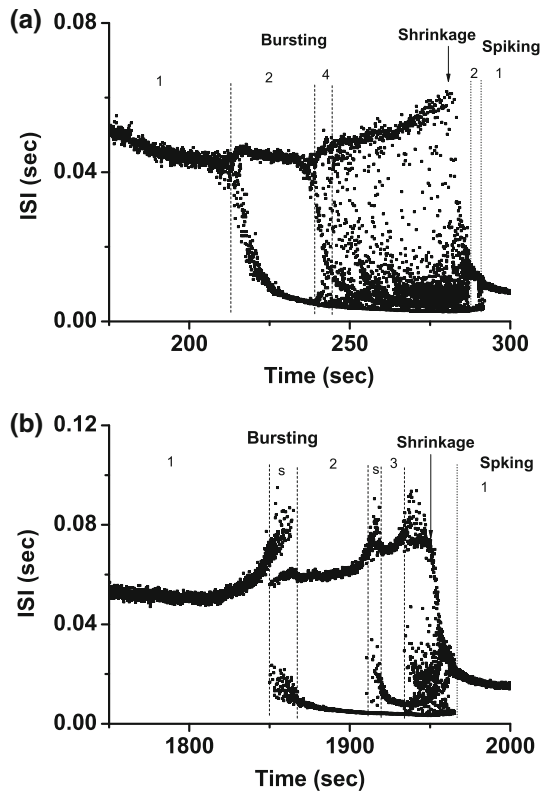 (a)
0.08
0.04
0.00
ISI (sec)
Bursting
Shrinkage
Spiking
1
2
4
2
1
200
250
300
Time (sec)
(b)
0.12
0.08
0.04
0.00
ISI (sec)
Bursting
Shrinkage
Spking
1
s
2
s
3
1
1800
1900
2000
Time (sec)